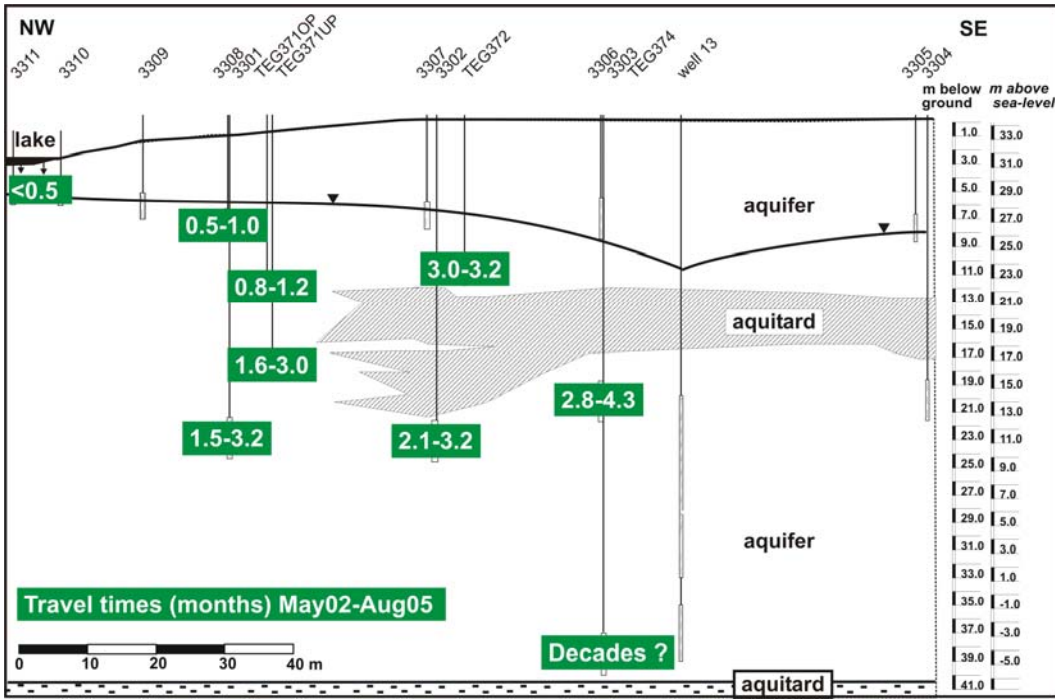 NW
SE
3311
3310
3309
3308
3301
TEG371OP
TEG371UP
3307
3302
TEG372
3306
3303
TEG374
well 13
3305
3304
m below
ground
m above
sea-level
lake
<0.5
0.5-1.0
0.8-1.2
3.0-3.2
1.6-3.0
1.5-3.2
2.1-3.2
2.8-4.3
Decades ?
aquifer
aquitard
aquifer
aquitard
Travel times (months) May02-Aug05
0 10 20 30 40 m
1.0 33.0
3.0 31.0
5.0 29.0
7.0 27.0
9.0 25.0
11.0 23.0
13.0 21.0
15.0 19.0
17.0 17.0
19.0 15.0
21.0 13.0
23.0 11.0
25.0 9.0
27.0 7.0
29.0 5.0
31.0 3.0
33.0 1.0
35.0 -1.0
37.0 -3.0
39.0 -5.0
41.0